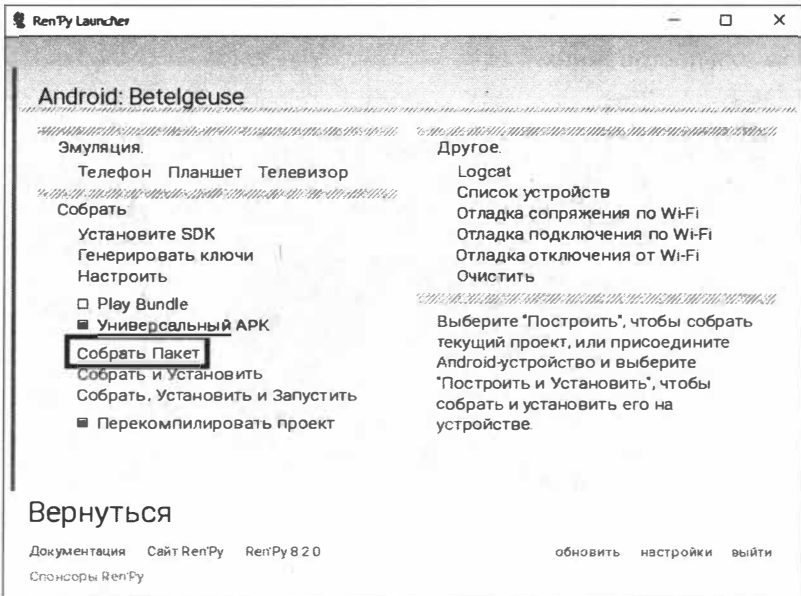 Ren'Py Launcher
Android: Betelgeuse
Эмуляция.
Телефон Планшет Телевизор
Собрать
Установите SDK
Генерировать ключи
Настроить
Play Bundle
Универсальный APK
Собрать Пакет
Собрать и Установить
Собрать, Установить и Запустить
Перекомпилировать проект
Другое.
Logcat
Список устройств
Отладка сопряжения по Wi-Fi
Отладка подключения по Wi-Fi
Отладка отключения от Wi-Fi
Очистить
Выберите "Построить", чтобы собрать
текущий проект, или присоедините
Android-устройство и выберите
"Построить и Установить", чтобы
собрать и установить его на
устройстве.
Вернуться
Документация Сайт Ren'Py Ren'Py 8 2 0 обновить настройки выйти
Спонсоры Ren'Py